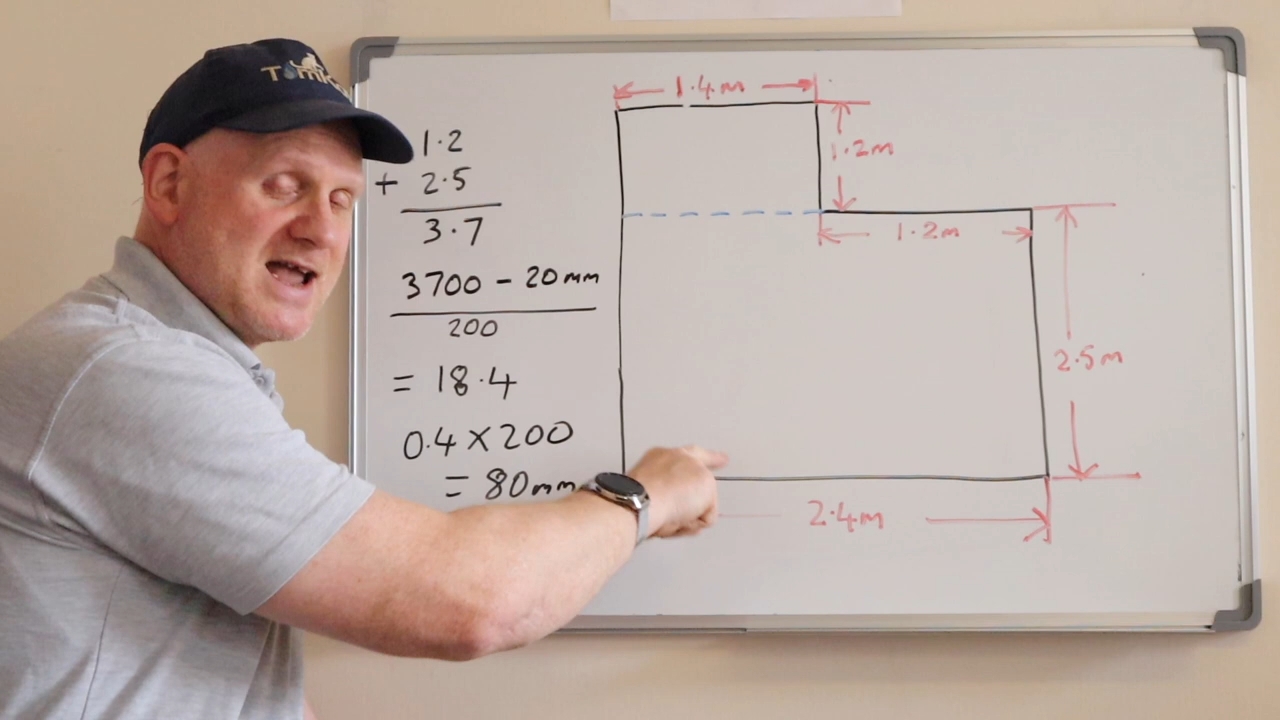 1.2
+ 2.5
3.7
3700 - 20mm
200
= 18.4
0.4 X 200
= 80mm
1.4m
1.2m
1.2m
2.5m
2.4m